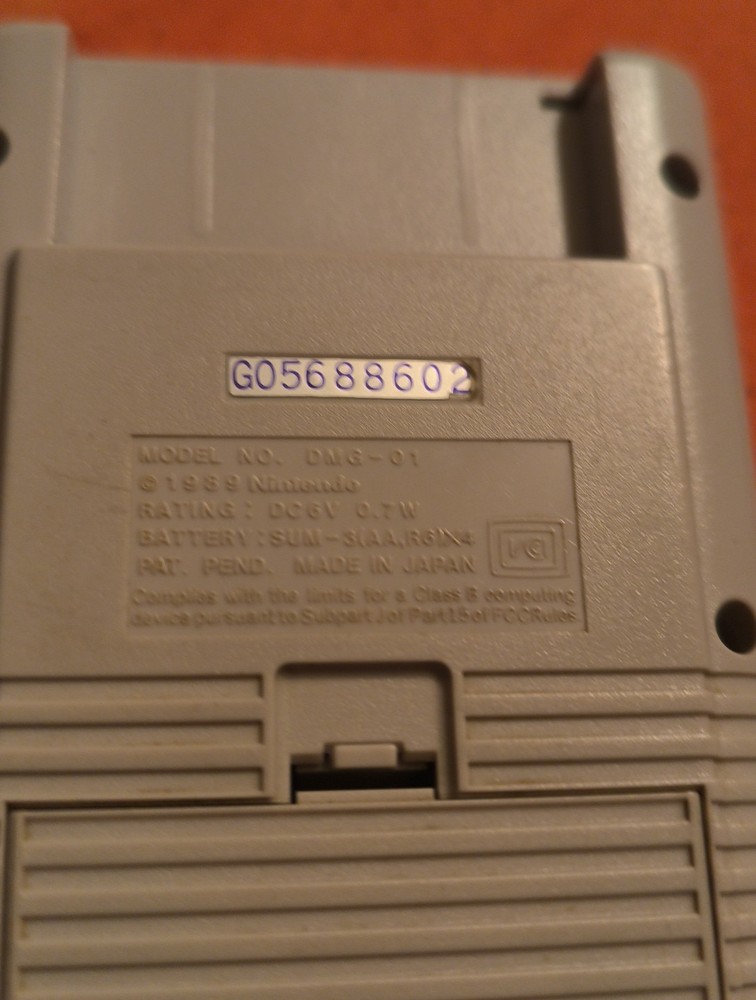 G05688602
MODEL NO. DMG-01
© 1989 Nintendo
RATING: DC6V 0.7W
BATTERY: SUM-3(AA,R6)X4
PAT. PEND. MADE IN JAPAN
Complies with the limits for a Class B computing
device pursuant to Subpart J of Part 15 of FCC Rules